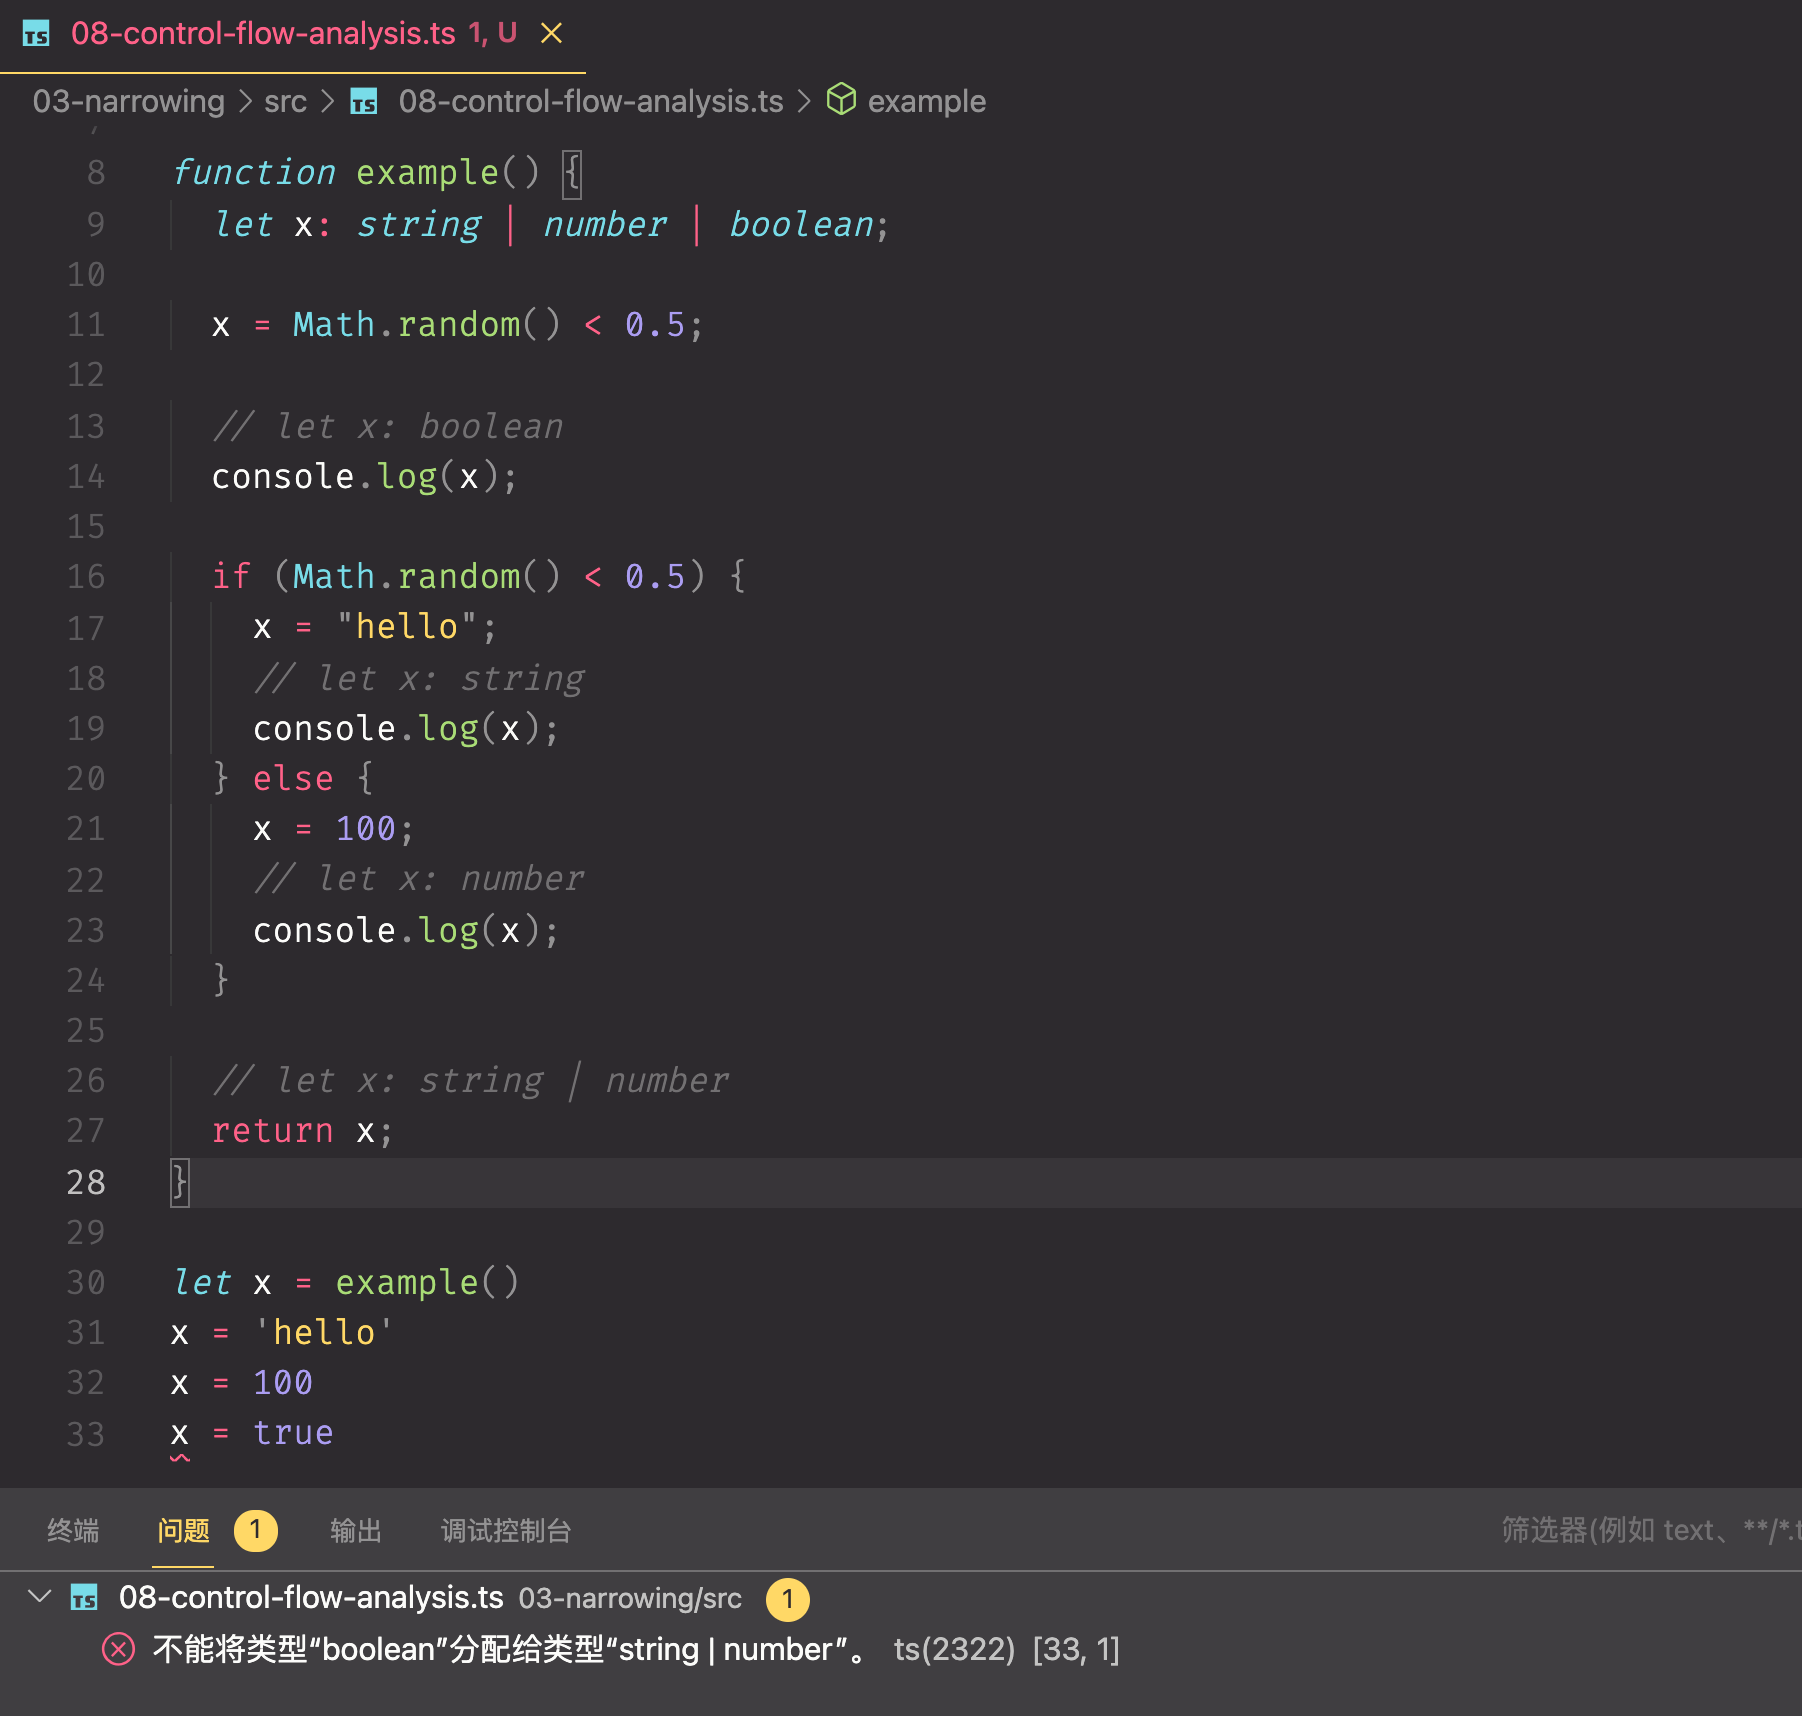 TS 08-control-flow-analysis.ts 1, U
03-narrowing > src > TS 08-control-flow-analysis.ts > example
8 function example() {
9 let x: string | number | boolean;
10
11 x = Math.random() < 0.5;
12
13 // let x: boolean
14 console.log(x);
15
16 if (Math.random() < 0.5) {
17 x = "hello";
18 // let x: string
19 console.log(x);
20 } else {
21 x = 100;
22 // let x: number
23 console.log(x);
24 }
25
26 // let x: string | number
27 return x;
28 }
29
30 let x = example()
31 x = 'hello'
32 x = 100
33 x = true
终端 问题 1 输出 调试控制台 筛选器(例如 text、**/*.t
TS 08-control-flow-analysis.ts 03-narrowing/src 1
不能将类型“boolean”分配给类型“string | number”。 ts(2322) [33, 1]